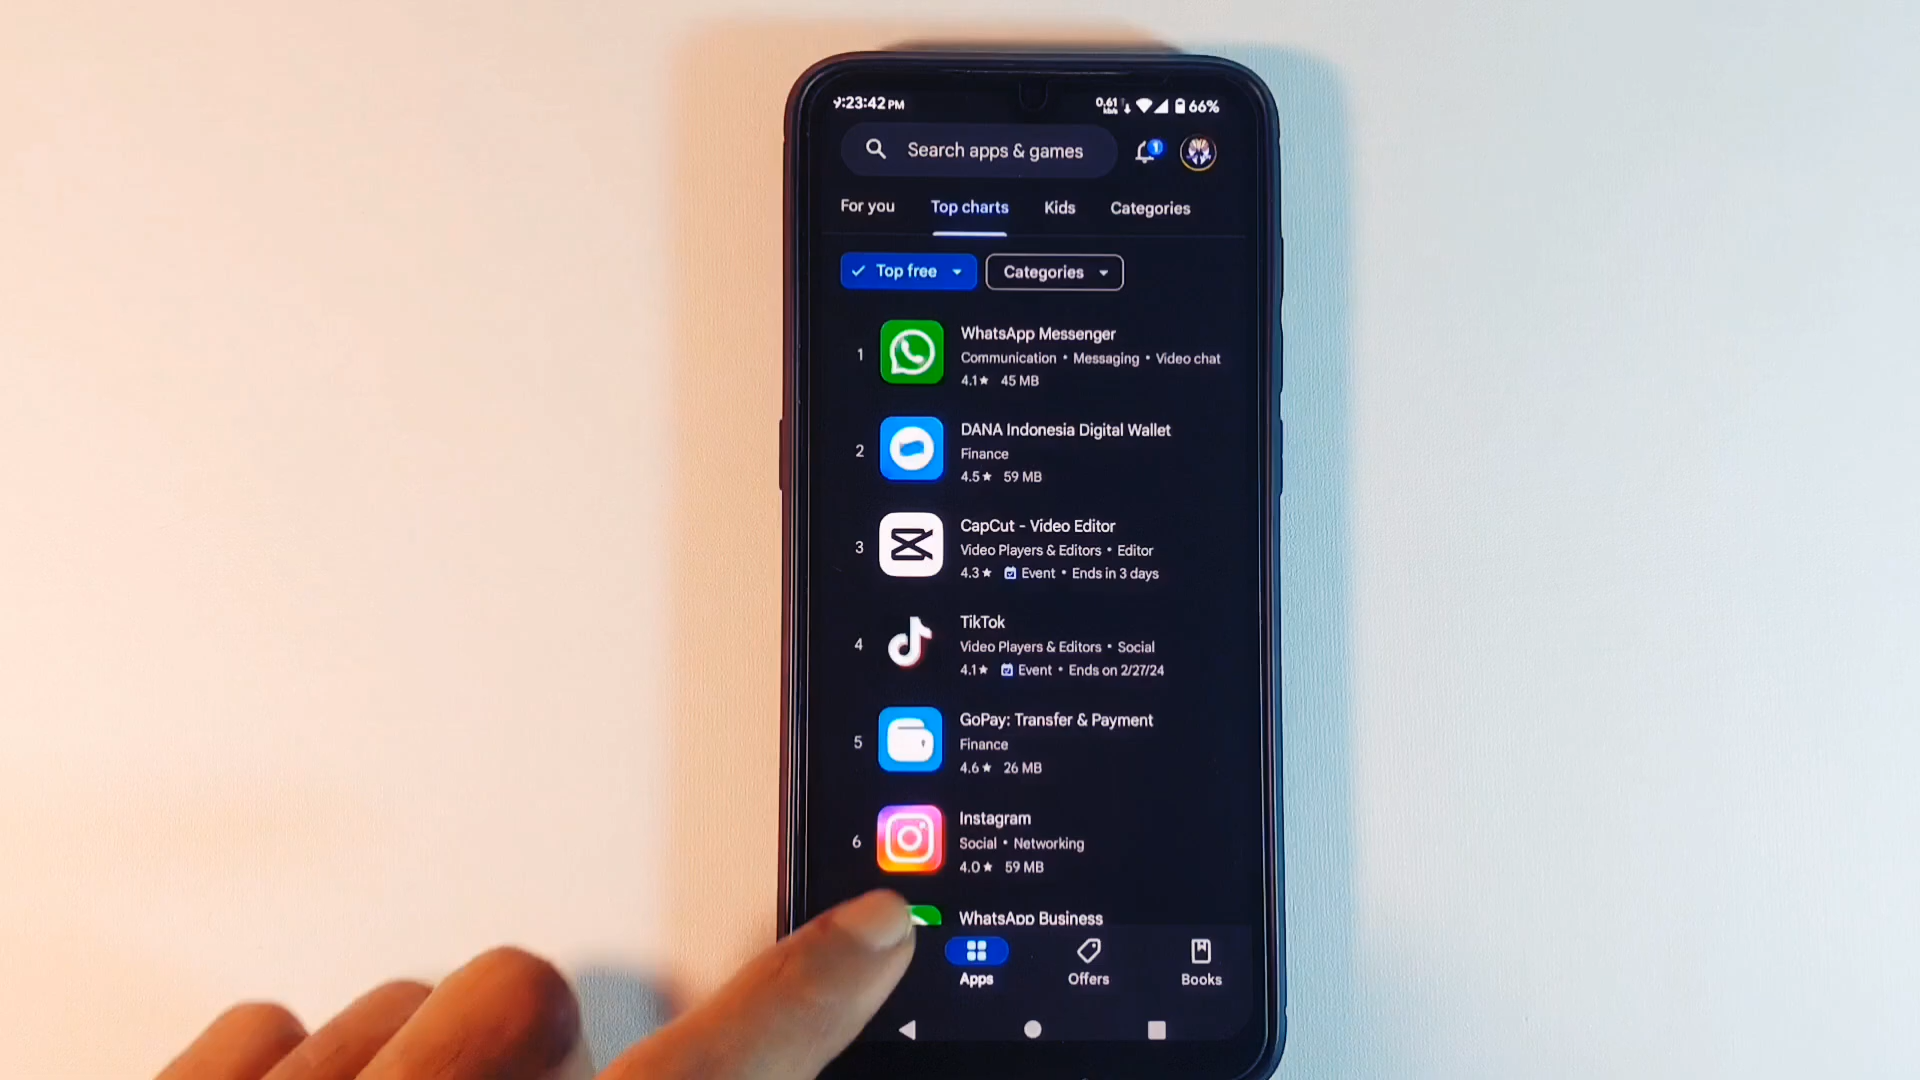 9:23:42 PM 0,61 66%
Search apps & games 1
For you Top charts Kids Categories
Top free Categories
1
WhatsApp Messenger
Communication • Messaging • Video chat
4.1★ 45 MB
2
DANA Indonesia Digital Wallet
Finance
4.5★ 59 MB
3
CapCut - Video Editor
Video Players & Editors • Editor
4.3★ Event • Ends in 3 days
4
TikTok
Video Players & Editors • Social
4.1★ Event • Ends on 2/27/24
5
GoPay: Transfer & Payment
Finance
4.6★ 26 MB
6
Instagram
Social • Networking
4.0★ 59 MB
WhatsApp Business
Apps Offers Books